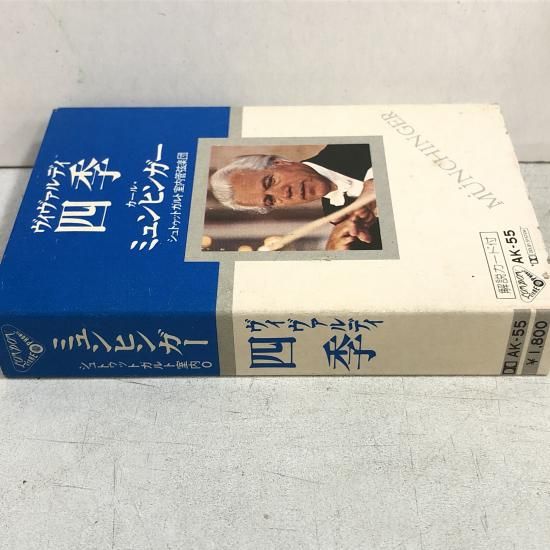 ヴィヴァルディ
四季
カール・
ミュンヒンガー
シュトゥットガルト室内管弦楽団
MÜNCHINGER
解説カード付
AK-55
ミュンヒンガー
シュトゥットガルト室内O
ヴィヴァルディ
四季
AK-55
¥1,800